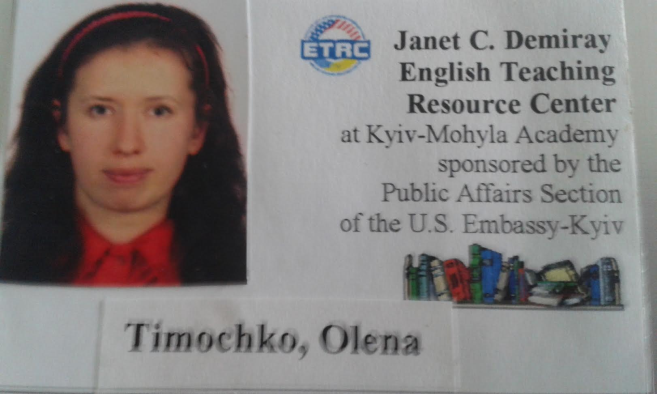 ETRC
Janet C. Demiray
English Teaching
Resource Center
at Kyiv-Mohyla Academy
sponsored by the
Public Affairs Section
of the U.S. Embassy-Kyiv
Timochko, Olena